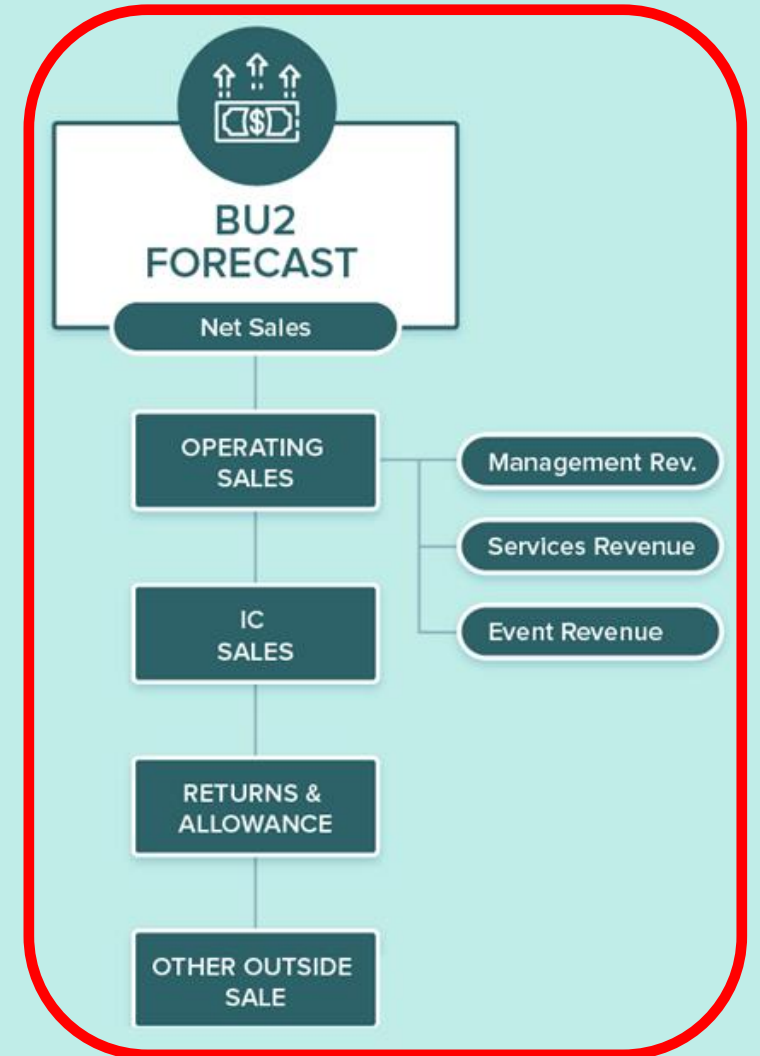 BU2
FORECAST
Net Sales
OPERATING
SALES
Management Rev.
Services Revenue
Event Revenue
IC
SALES
RETURNS &
ALLOWANCE
OTHER OUTSIDE
SALE